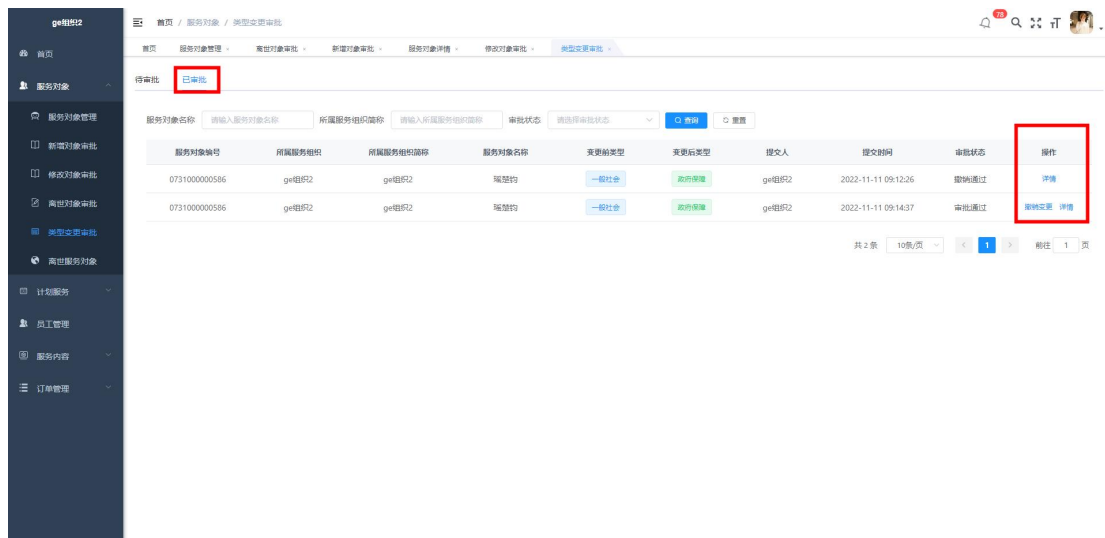 ge组织2
首页 / 服务对象 / 类型变更审批
78
首页
首页 服务对象管理 × 离世对象审批 × 新增对象审批 × 服务对象详情 × 修改对象审批 × 类型变更审批 ×
服务对象
待审批 已审批
服务对象管理
新增对象审批
修改对象审批
离世对象审批
类型变更审批
离世服务对象
计划服务
员工管理
服务内容
订单管理
服务对象名称 请输入服务对象名称 所属服务组织简称 请输入所属服务组织简称 审批状态 请选择审批状态 查询 重置
服务对象编号 所属服务组织 所属服务组织简称 服务对象名称 变更前类型 变更后类型 提交人 提交时间 审批状态 操作
0731000000586 ge组织2 ge组织2 瑶楚钧 一般社会 政府保障 ge组织2 2022-11-11 09:12:26 撤销通过 详情
0731000000586 ge组织2 ge组织2 瑶楚钧 一般社会 政府保障 ge组织2 2022-11-11 09:14:37 审批通过 撤销变更 详情
共 2 条 10条/页 1 前往 1 页